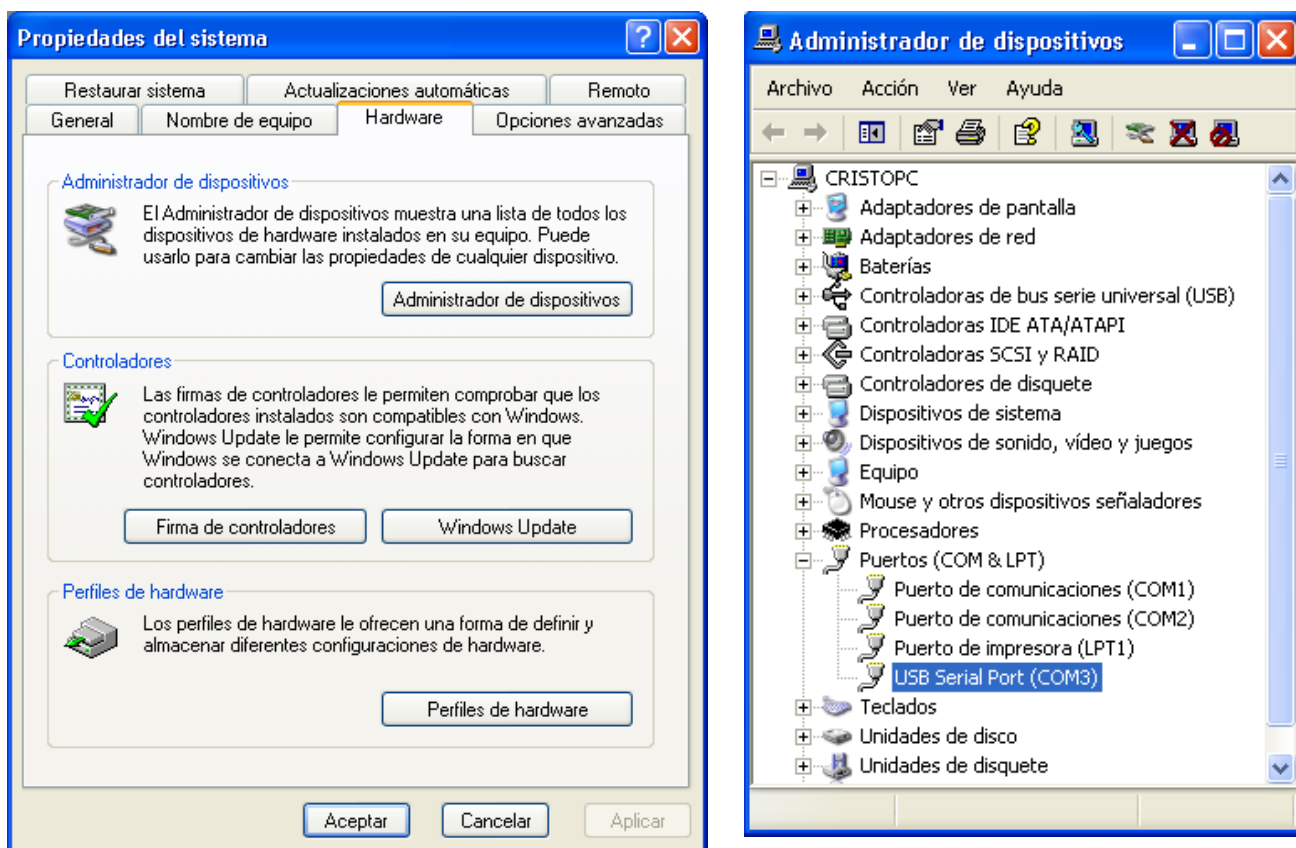 Propiedades del sistema
Restaurar sistema
Actualizaciones automáticas
Remoto
General
Nombre de equipo
Hardware
Opciones avanzadas
Administrador de dispositivos
El Administrador de dispositivos muestra una lista de todos los
dispositivos de hardware instalados en su equipo. Puede
usarlo para cambiar las propiedades de cualquier dispositivo.
Administrador de dispositivos
Controladores
Las firmas de controladores le permiten comprobar que los
controladores instalados son compatibles con Windows.
Windows Update le permite configurar la forma en que
Windows se conecta a Windows Update para buscar
controladores.
Firma de controladores
Windows Update
Perfiles de hardware
Los perfiles de hardware le ofrecen una forma de definir y
almacenar diferentes configuraciones de hardware.
Perfiles de hardware
Aceptar
Cancelar
Aplicar
Administrador de dispositivos
Archivo
Acción
Ver
Ayuda
CRISTOPC
Adaptadores de pantalla
Adaptadores de red
Baterías
Controladoras de bus serie universal (USB)
Controladoras IDE ATA/ATAPI
Controladoras SCSI y RAID
Controladores de disquete
Dispositivos de sistema
Dispositivos de sonido, vídeo y juegos
Equipo
Mouse y otros dispositivos señaladores
Procesadores
Puertos (COM & LPT)
Puerto de comunicaciones (COM1)
Puerto de comunicaciones (COM2)
Puerto de impresora (LPT1)
USB Serial Port (COM3)
Teclados
Unidades de disco
Unidades de disquete